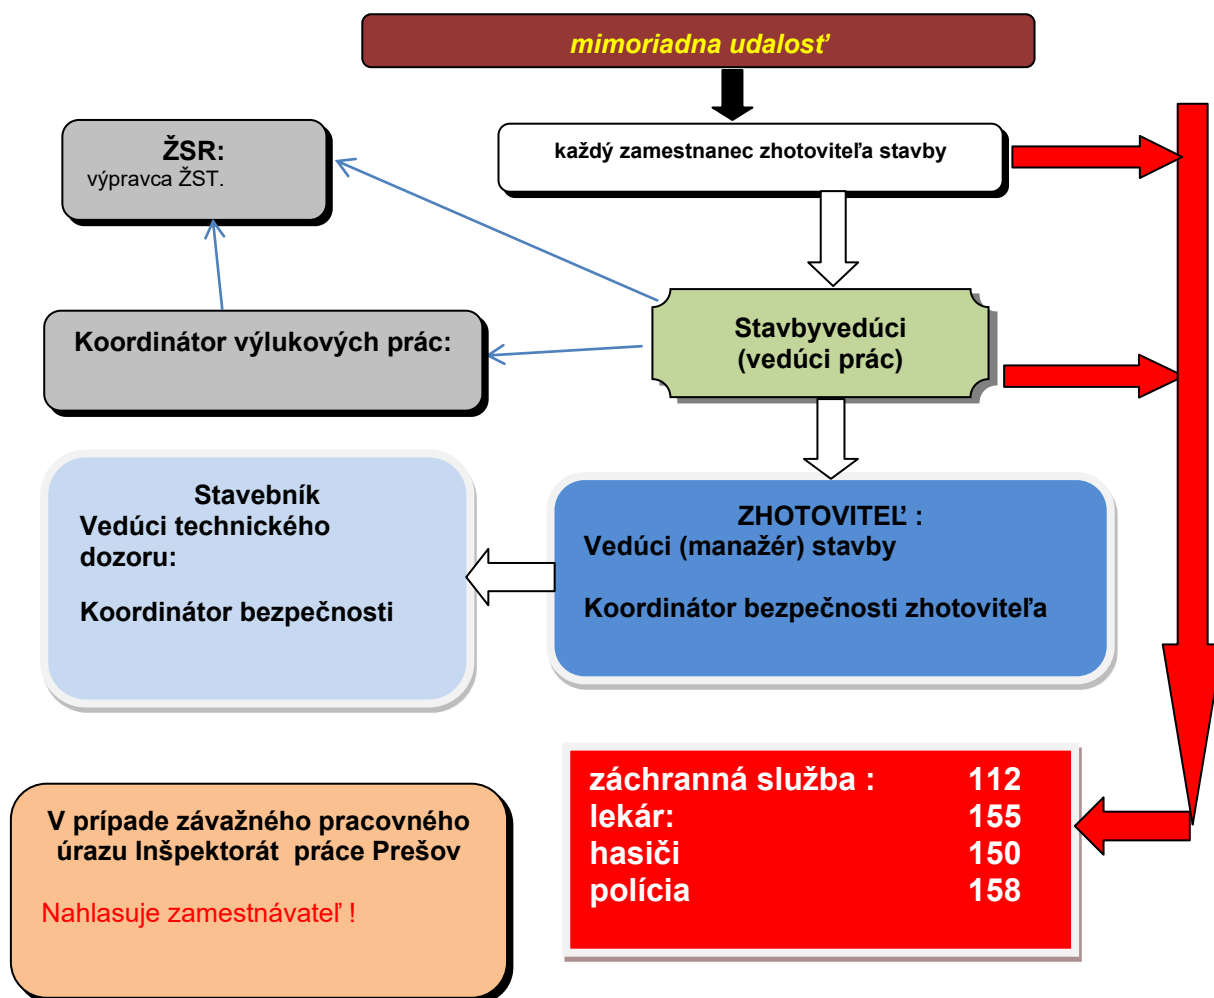 mimoriadna udalosť
ŽSR:
výpravca ŽST.
každý zamestnanec zhotoviteľa stavby
Koordinátor výlukových prác:
Stavbyvedúci
(vedúci prác)
Stavebník
Vedúci technického
dozoru:
Koordinátor bezpečnosti
ZHOTOVITEĽ :
Vedúci (manažér) stavby
Koordinátor bezpečnosti zhotoviteľa
V prípade závažného pracovného
úrazu Inšpektorát práce Prešov
Nahlasuje zamestnávateľ !
záchranná služba : 112
lekár: 155
hasiči 150
polícia 158